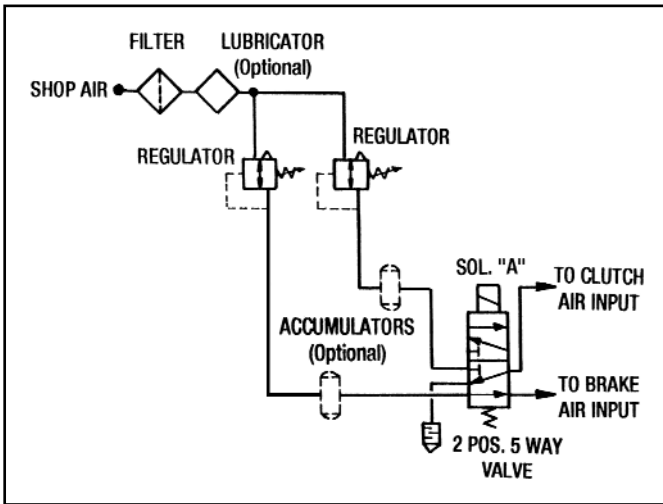 FILTER
LUBRICATOR
(Optional)
SHOP AIR
REGULATOR
REGULATOR
SOL. "A"
TO CLUTCH
AIR INPUT
ACCUMULATORS
(Optional)
TO BRAKE
AIR INPUT
2 POS. 5 WAY
VALVE